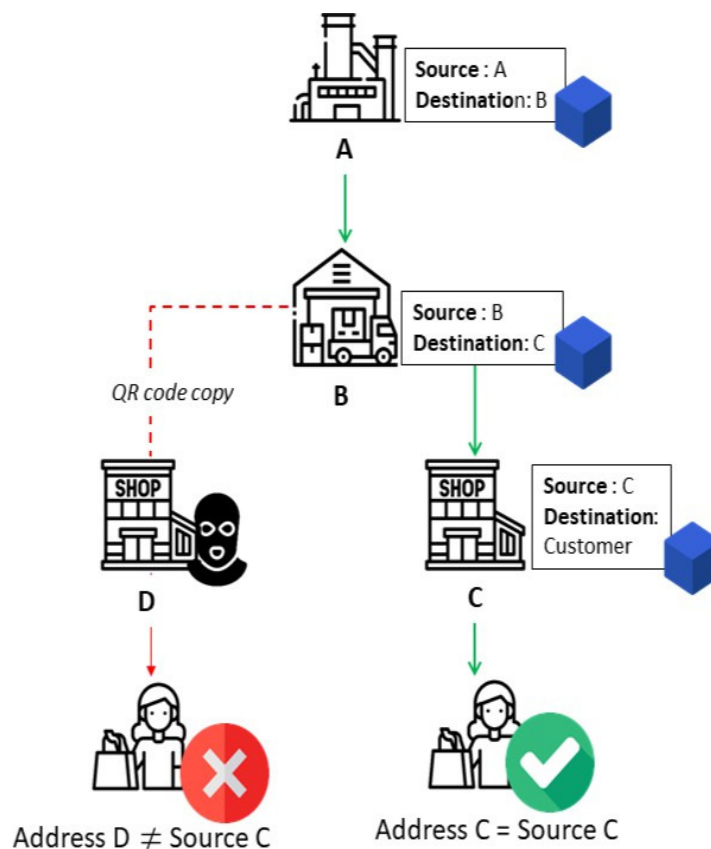 Source : A
Destination: B
A
Source : B
Destination: C
B
QR code copy
SHOP
D
SHOP
C
Source : C
Destination:
Customer
Address D ≠ Source C
Address C = Source C